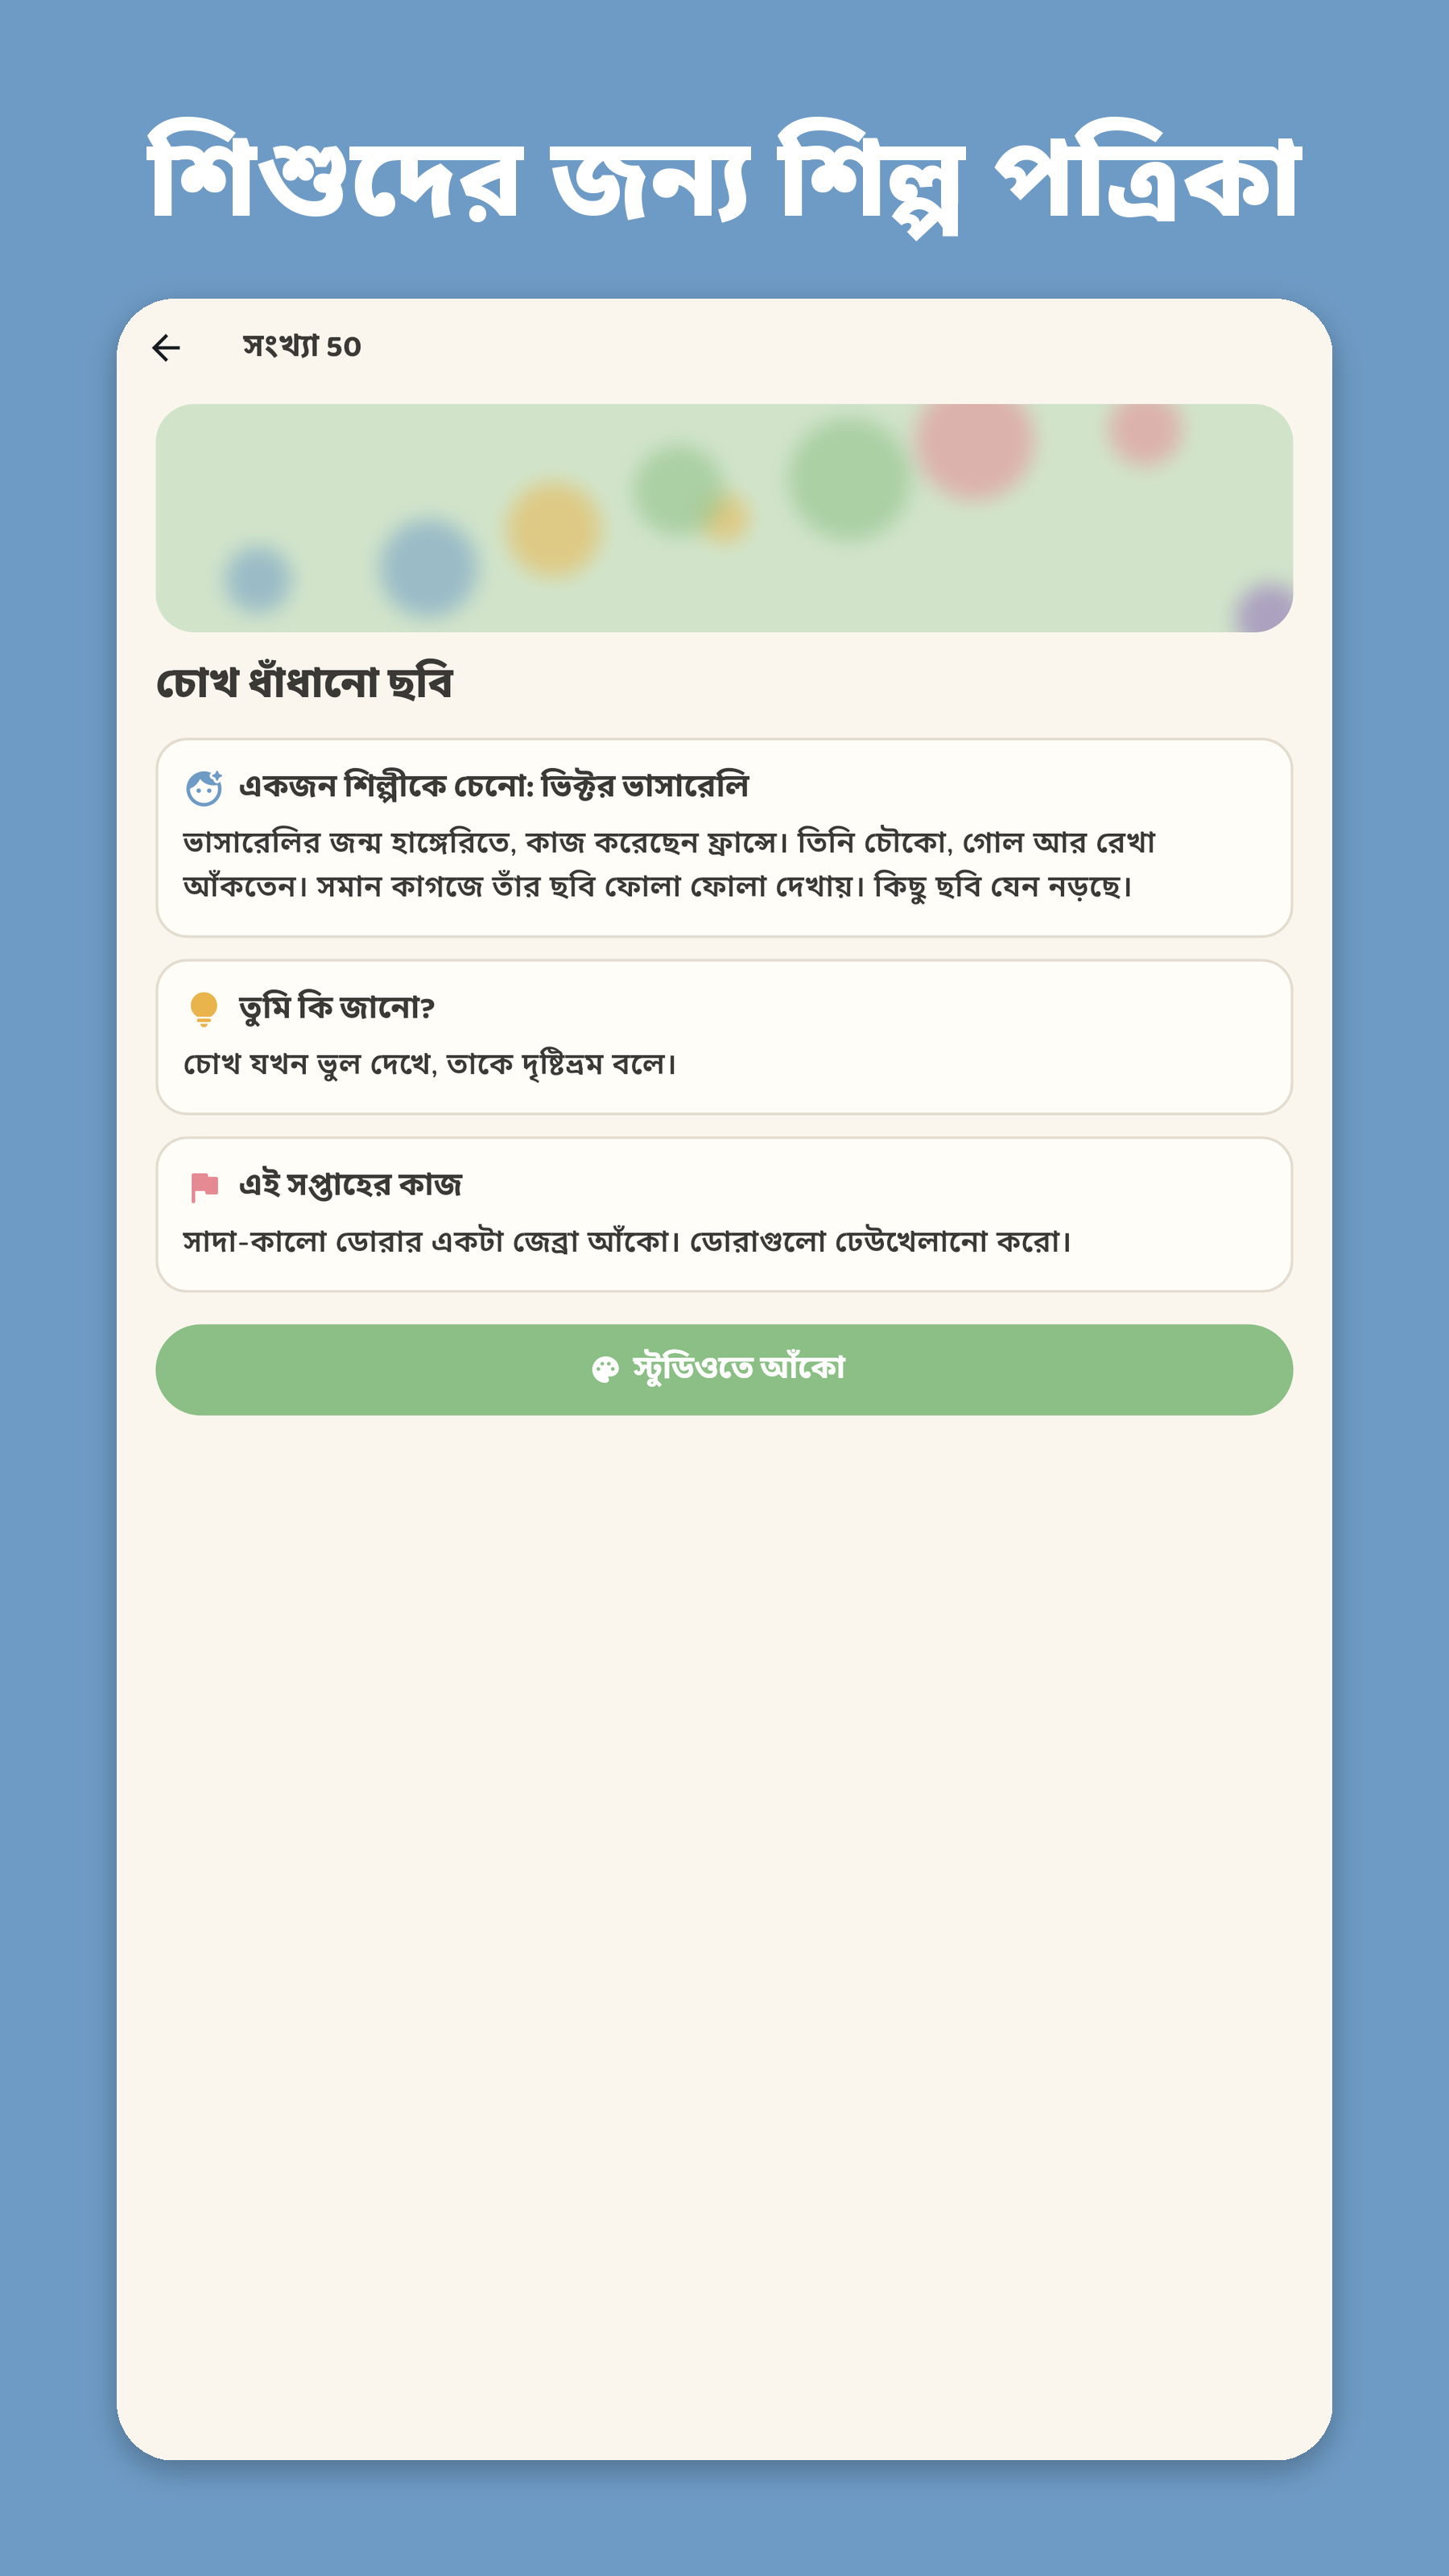 শিশুদের জন্য শিল্প পত্রিকা
সংখ্যা 50
চোখ ধাঁধানো ছবি
একজন শিল্পীকে চেনো: ভিক্টর ভাসারেলি
ভাসারেলির জন্ম হাঙ্গেরিতে, কাজ করেছেন ফ্রান্সে। তিনি চৌকো, গোল আর রেখা
আঁকতেন। সমান কাগজে তাঁর ছবি ফোলা ফোলা দেখায়। কিছু ছবি যেন নড়ছে।
তুমি কি জানো?
চোখ যখন ভুল দেখে, তাকে দৃষ্টিভ্রম বলে।
এই সপ্তাহের কাজ
সাদা-কালো ডোরার একটা জেব্রা আঁকো। ডোরাগুলো ঢেউখেলানো করো।
স্টুডিওতে আঁকো